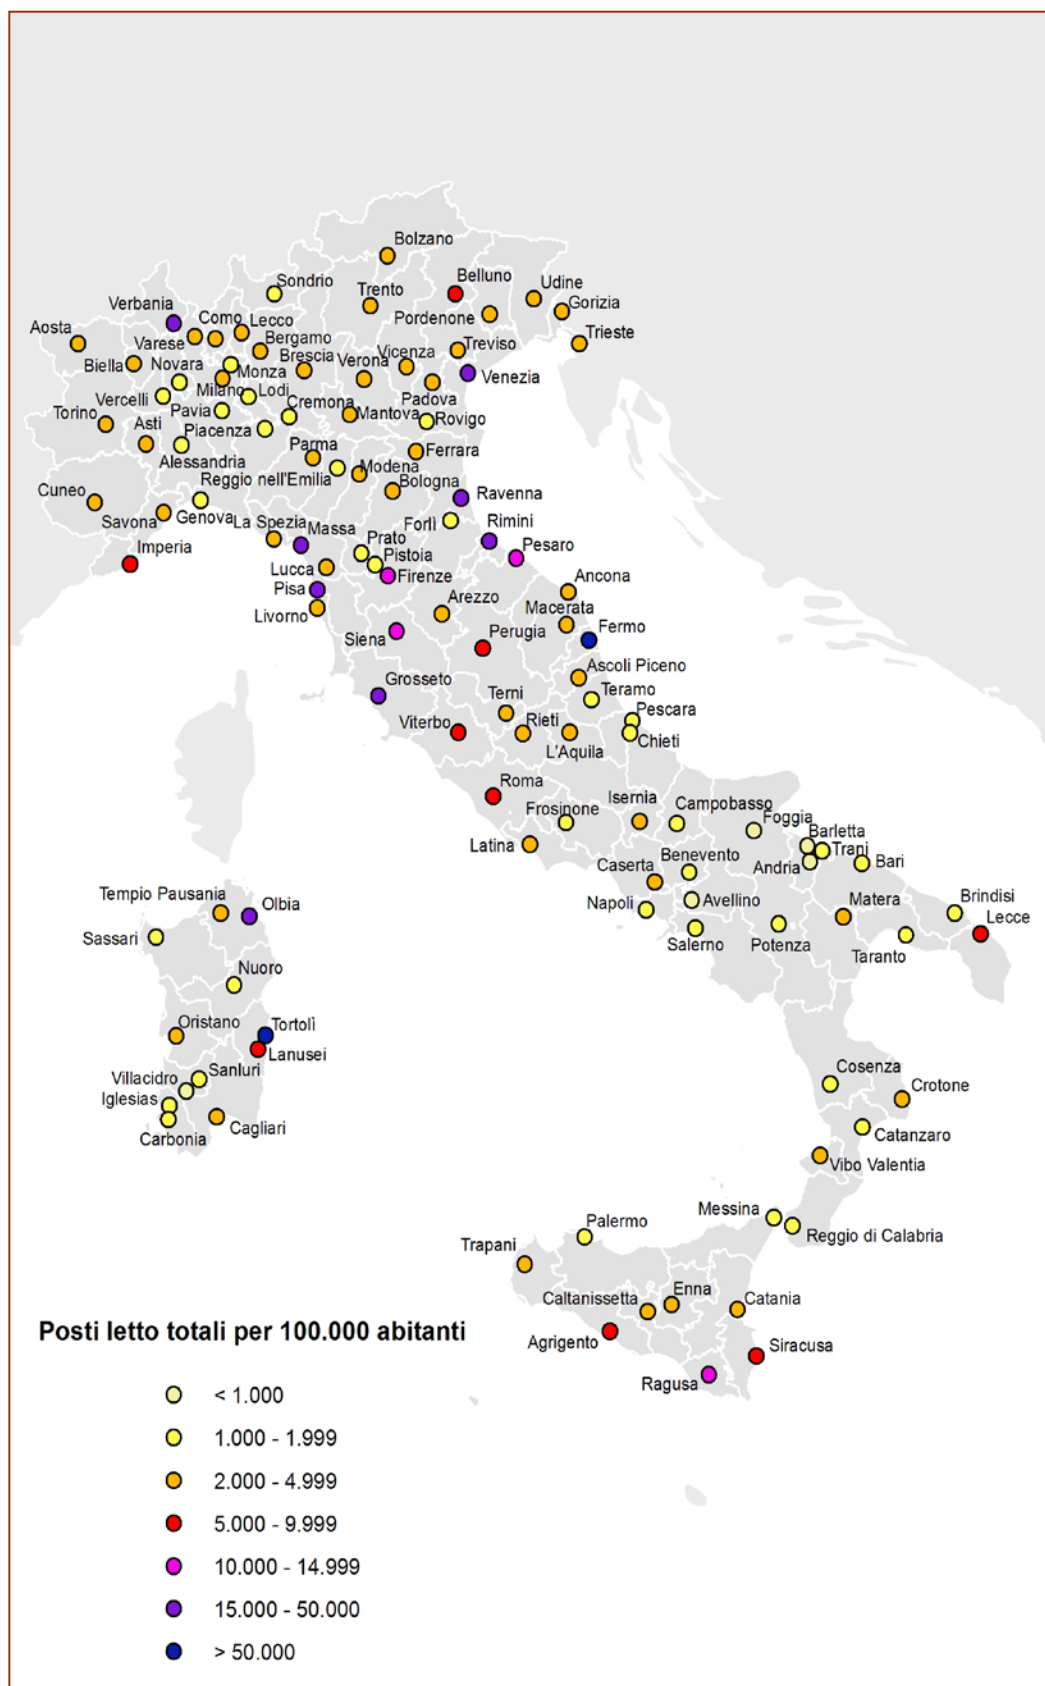 Bolzano
Sondrio
Belluno
Udine
Trento
Verbania
Gorizia
Pordenone
Como
Lecco
Aosta
Trieste
Varese
Bergamo
Treviso
Brescia
Verona
Vicenza
Biella
Novara
Monza
Venezia
Milano
Lodi
Padova
Vercelli
Cremona
Pavia
Mantova
Torino
Rovigo
Asti
Piacenza
Parma
Ferrara
Alessandria
Modena
Reggio nell'Emilia
Bologna
Cuneo
Ravenna
Savona
Genova
La Spezia
Massa
Forlì
Rimini
Prato
Imperia
Pistoia
Pesaro
Lucca
Firenze
Pisa
Ancona
Arezzo
Livorno
Macerata
Siena
Perugia
Fermo
Ascoli Piceno
Grosseto
Teramo
Terni
Pescara
Viterbo
Rieti
Chieti
L'Aquila
Roma
Isernia
Campobasso
Frosinone
Foggia
Barletta
Latina
Trani
Benevento
Caserta
Andria
Bari
Tempio Pausania
Olbia
Napoli
Avellino
Matera
Brindisi
Lecce
Sassari
Salerno
Potenza
Taranto
Nuoro
Oristano
Tortolì
Lanusei
Villacidro
Sanluri
Cosenza
Iglesias
Crotone
Cagliari
Carbonia
Catanzaro
Vibo Valentia
Messina
Palermo
Reggio di Calabria
Trapani
Enna
Caltanissetta
Catania
Agrigento
Siracusa
Ragusa
Posti letto totali per 100.000 abitanti
< 1.000
1.000 - 1.999
2.000 - 4.999
5.000 - 9.999
10.000 - 14.999
15.000 - 50.000
> 50.000